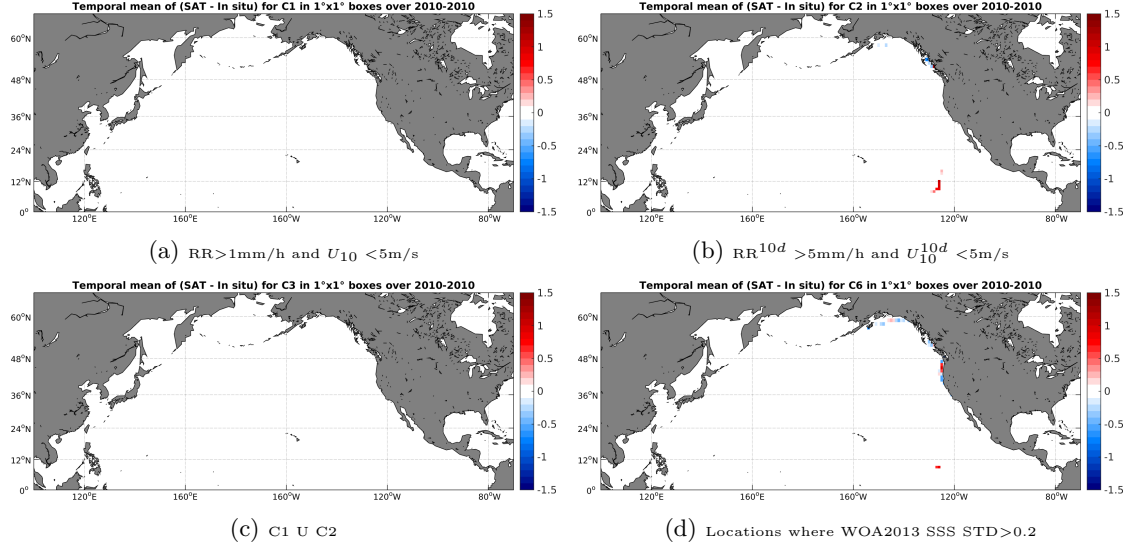 Temporal mean of (SAT - In situ) for C1 in 1°x1° boxes over 2010-2010
60°N
48°N
36°N
24°N
12°N
0°
120°E
160°E
160°W
120°W
80°W
1.5
1
0.5
0
-0.5
-1
-1.5
(a) RR>1mm/h and U10 <5m/s
Temporal mean of (SAT - In situ) for C2 in 1°x1° boxes over 2010-2010
60°N
48°N
36°N
24°N
12°N
0°
120°E
160°E
160°W
120°W
80°W
1.5
1
0.5
0
-0.5
-1
-1.5
(b) RR10d >5mm/h and U10d10 <5m/s
Temporal mean of (SAT - In situ) for C3 in 1°x1° boxes over 2010-2010
60°N
48°N
36°N
24°N
12°N
0°
120°E
160°E
160°W
120°W
80°W
1.5
1
0.5
0
-0.5
-1
-1.5
(c) C1 U C2
Temporal mean of (SAT - In situ) for C6 in 1°x1° boxes over 2010-2010
60°N
48°N
36°N
24°N
12°N
0°
120°E
160°E
160°W
120°W
80°W
1.5
1
0.5
0
-0.5
-1
-1.5
(d) Locations where WOA2013 SSS STD>0.2